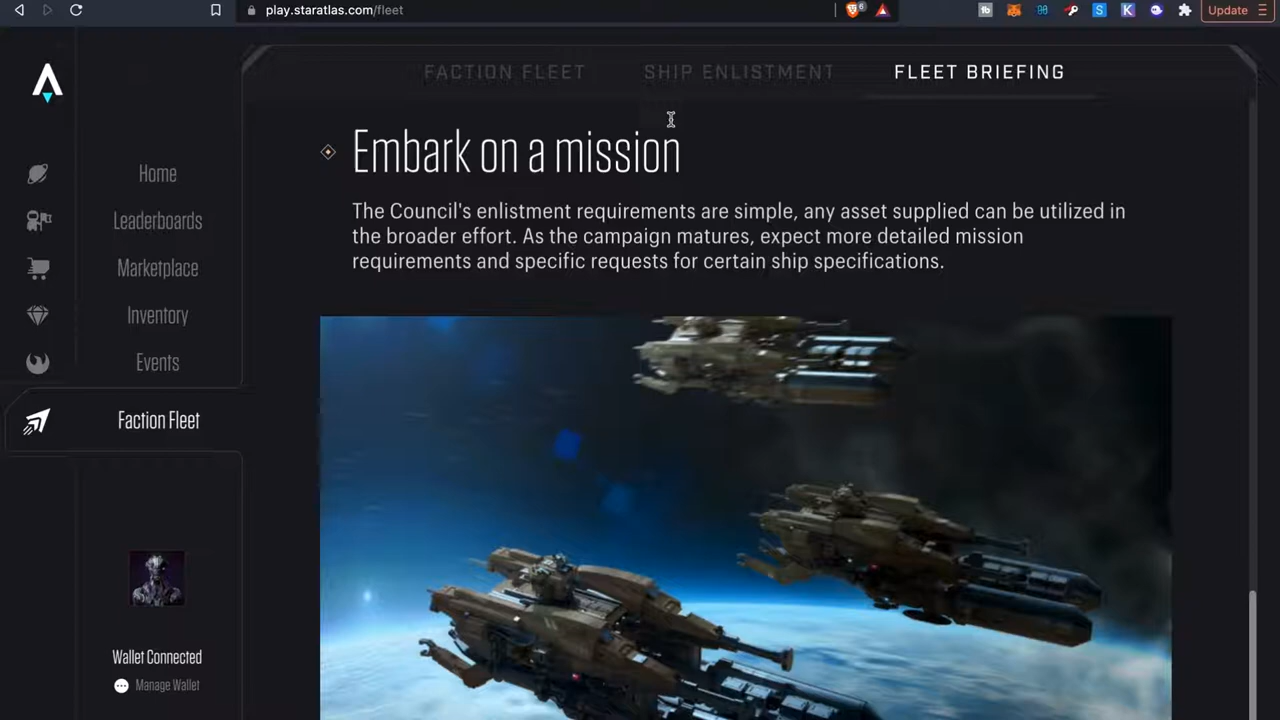 play.staratlas.com/fleet
6
Update
FACTION FLEET
SHIP ENLISTMENT
FLEET BRIEFING
Embark on a mission
The Council's enlistment requirements are simple, any asset supplied can be utilized in
the broader effort. As the campaign matures, expect more detailed mission
requirements and specific requests for certain ship specifications.
Home
Leaderboards
Marketplace
Inventory
Events
Faction Fleet
Wallet Connected
Manage Wallet